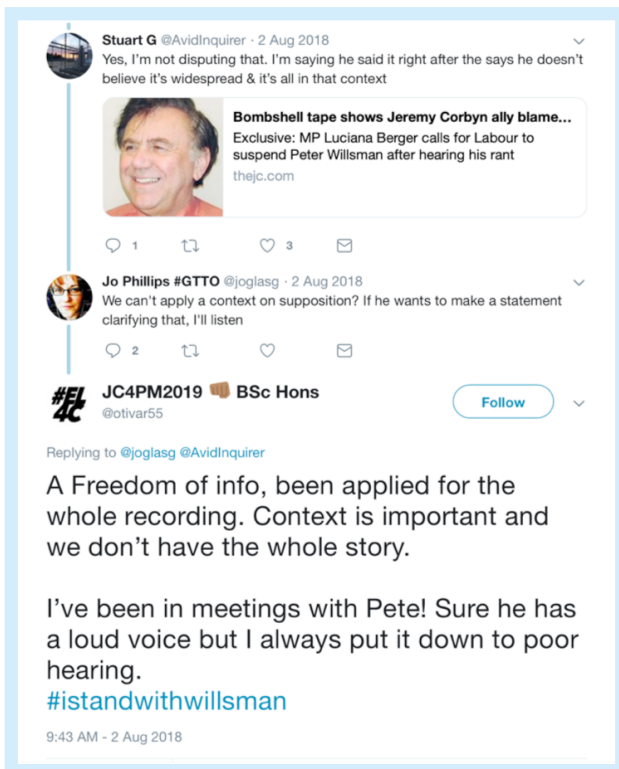 Stuart G @AvidInquirer · 2 Aug 2018
Yes, I'm not disputing that. I'm saying he said it right after the says he doesn't
believe it's widespread & it's all in that context
Bombshell tape shows Jeremy Corbyn ally blame...
Exclusive: MP Luciana Berger calls for Labour to
suspend Peter Willsman after hearing his rant
thejc.com
1 3
Jo Phillips #GTTO @joglasg · 2 Aug 2018
We can't apply a context on supposition? If he wants to make a statement
clarifying that, I'll listen
2
#FL
4C
JC4PM2019 👊🏽 BSc Hons
@otivar55
Follow
Replying to @joglasg @AvidInquirer
A Freedom of info, been applied for the
whole recording. Context is important and
we don't have the whole story.
I've been in meetings with Pete! Sure he has
a loud voice but I always put it down to poor
hearing.
#istandwithwillsman
9:43 AM - 2 Aug 2018